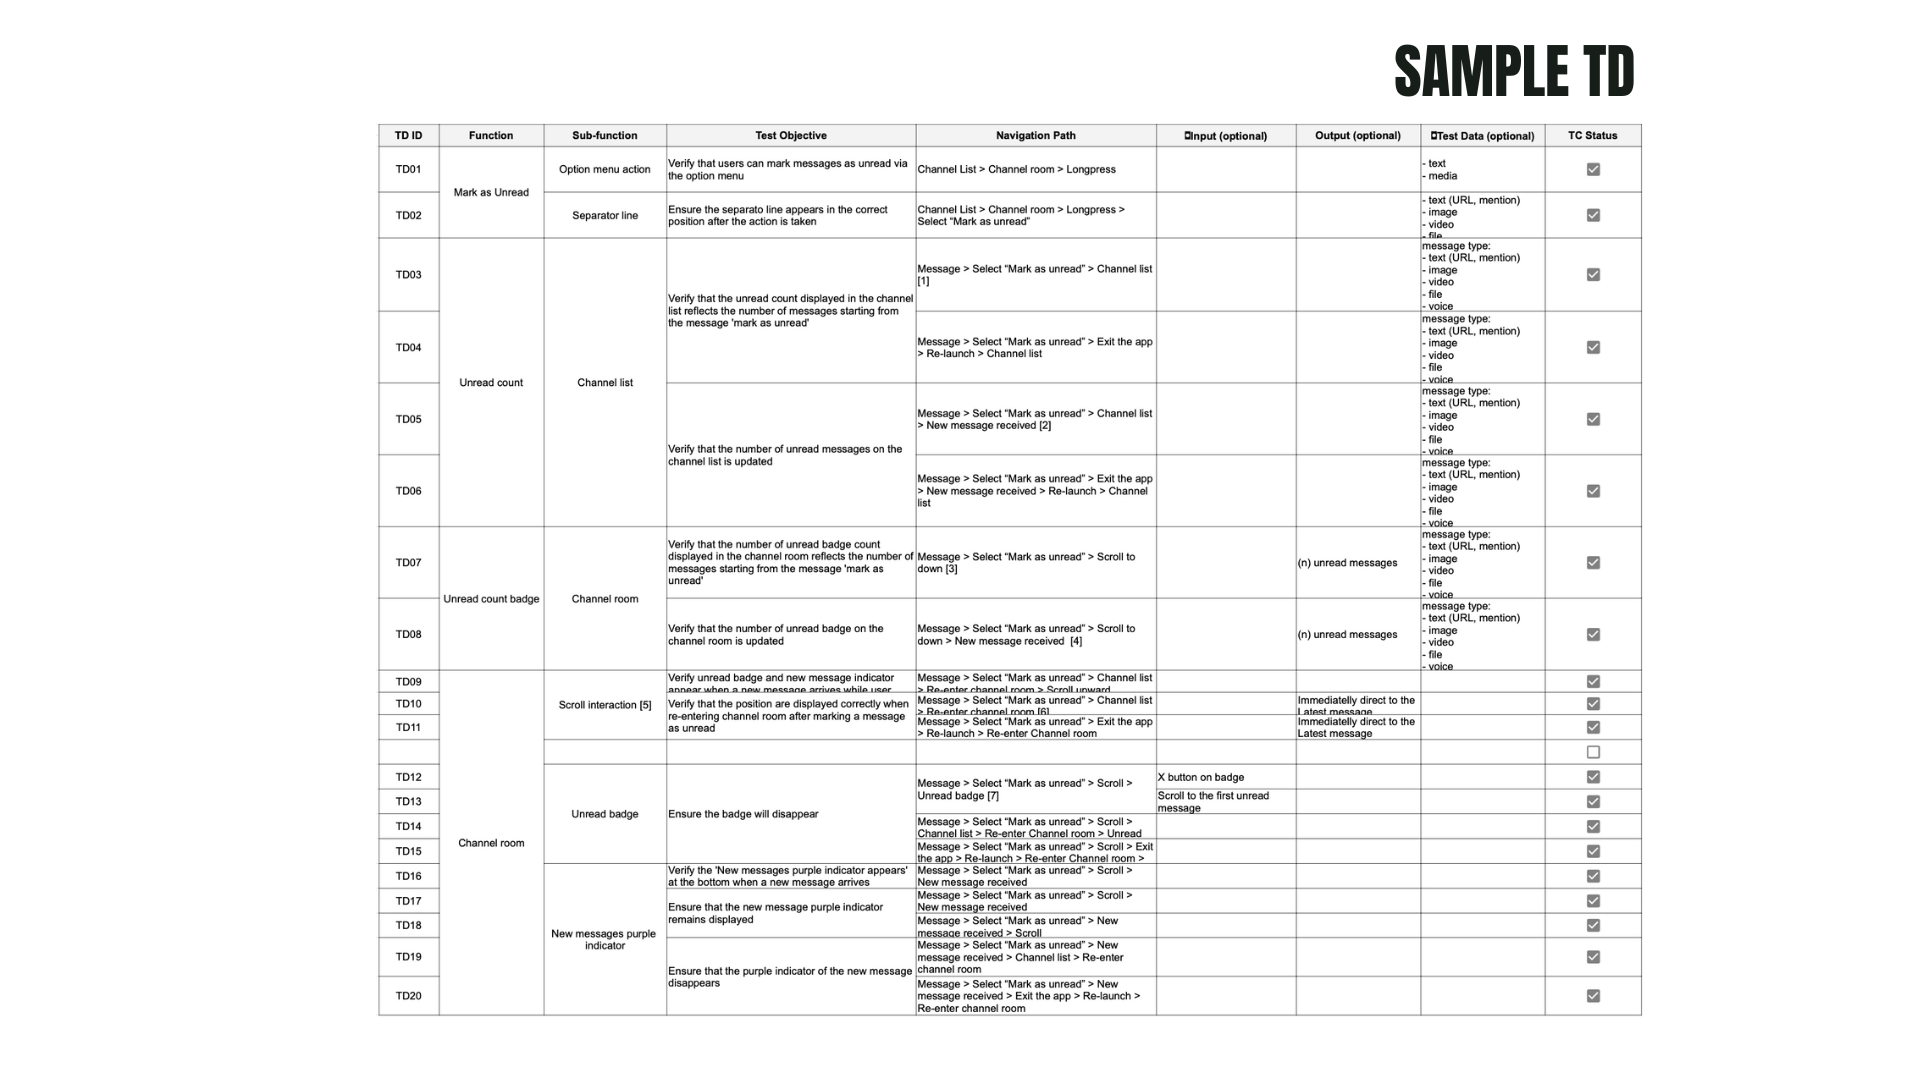 SAMPLE TD
TD ID Function Sub-function Test Objective Navigation Path Input (optional) Output (optional) Test Data (optional) TC Status
TD01
Mark as Unread
Option menu action
Verify that users can mark messages as unread via
the option menu
Channel List > Channel room > Longpress
- text
- media
TD02
Separator line
Ensure the separato line appears in the correct
position after the action is taken
Channel List > Channel room > Longpress >
Select “Mark as unread”
- text (URL, mention)
- image
- video
- file
TD03
Unread count
Channel list
Verify that the unread count displayed in the channel
list reflects the number of messages starting from
the message 'mark as unread'
Message > Select “Mark as unread” > Channel list
[1]
message type:
- text (URL, mention)
- image
- video
- file
- voice
TD04
Message > Select “Mark as unread” > Exit the app
> Re-launch > Channel list
message type:
- text (URL, mention)
- image
- video
- file
- voice
TD05
Verify that the number of unread messages on the
channel list is updated
Message > Select “Mark as unread” > Channel list
> New message received [2]
message type:
- text (URL, mention)
- image
- video
- file
- voice
TD06
Message > Select “Mark as unread” > Exit the app
> New message received > Re-launch > Channel
list
message type:
- text (URL, mention)
- image
- video
- file
- voice
TD07
Unread count badge
Channel room
Verify that the number of unread badge count
displayed in the channel room reflects the number of
messages starting from the message 'mark as
unread'
Message > Select “Mark as unread” > Scroll to
down [3]
(n) unread messages
message type:
- text (URL, mention)
- image
- video
- file
- voice
TD08
Verify that the number of unread badge on the
channel room is updated
Message > Select “Mark as unread” > Scroll to
down > New message received [4]
(n) unread messages
message type:
- text (URL, mention)
- image
- video
- file
- voice
TD09
Channel room
Scroll interaction [5]
Verify unread badge and new message indicator
appear when a new message arrives while user
Message > Select “Mark as unread” > Channel list
> Re-enter channel room > Scroll upward
TD10
Verify that the position are displayed correctly when
re-entering channel room after marking a message
as unread
Message > Select “Mark as unread” > Channel list
> Re-enter channel room [6]
Immediatelly direct to the
Latest message
TD11
Message > Select “Mark as unread” > Exit the app
> Re-launch > Re-enter Channel room
Immediatelly direct to the
Latest message
TD12
Unread badge
Ensure the badge will disappear
Message > Select “Mark as unread” > Scroll >
Unread badge [7]
X button on badge
TD13
Scroll to the first unread
message
TD14
Message > Select “Mark as unread” > Scroll >
Channel list > Re-enter Channel room > Unread
TD15
Message > Select “Mark as unread” > Scroll > Exit
the app > Re-launch > Re-enter Channel room >
TD16
New messages purple
indicator
Verify the 'New messages purple indicator appears'
at the bottom when a new message arrives
Message > Select “Mark as unread” > Scroll >
New message received
TD17
Ensure that the new message purple indicator
remains displayed
Message > Select “Mark as unread” > Scroll >
New message received
TD18
Message > Select “Mark as unread” > New
message received > Scroll
TD19
Ensure that the purple indicator of the new message
disappears
Message > Select “Mark as unread” > New
message received > Channel list > Re-enter
channel room
TD20
Message > Select “Mark as unread” > New
message received > Exit the app > Re-launch >
Re-enter channel room